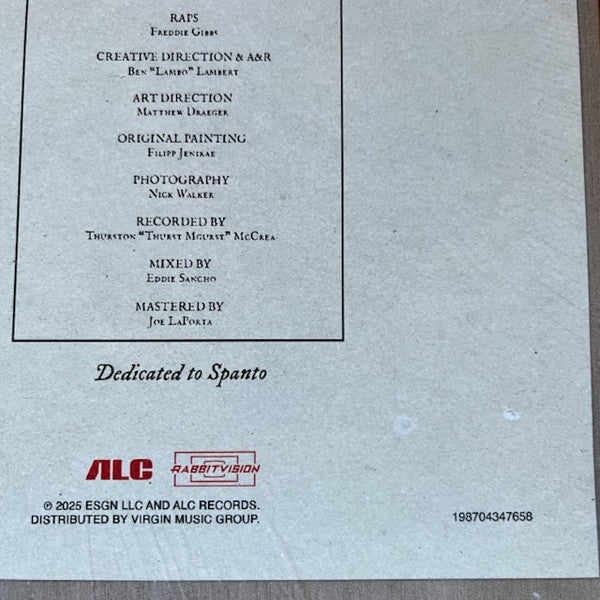 RAPS
FREDDIE GIBBS
CREATIVE DIRECTION & A&R
BEN "LAMBO" LAMBERT
ART DIRECTION
MATTHEW DRAEGER
ORIGINAL PAINTING
FILIPP JENIKAE
PHOTOGRAPHY
NICK WALKER
RECORDED BY
THURSTON "THURST MGURST" MCCREA
MIXED BY
EDDIE SANCHO
MASTERED BY
JOE LAPORTA
Dedicated to Spanto
ALC RABBITVISION
℗ 2025 ESGN LLC AND ALC RECORDS.
DISTRIBUTED BY VIRGIN MUSIC GROUP.
198704347658